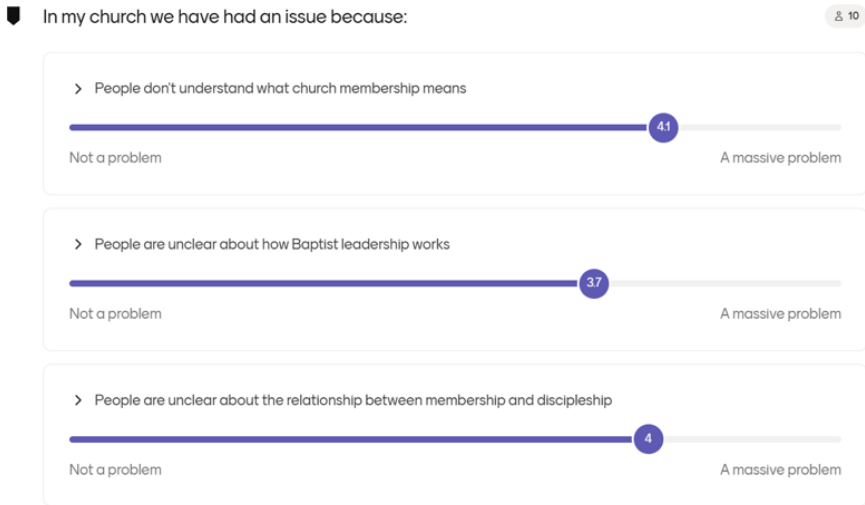 In my church we have had an issue because:
10
People don't understand what church membership means
4.1
Not a problem
A massive problem
People are unclear about how Baptist leadership works
3.7
Not a problem
A massive problem
People are unclear about the relationship between membership and discipleship
4
Not a problem
A massive problem